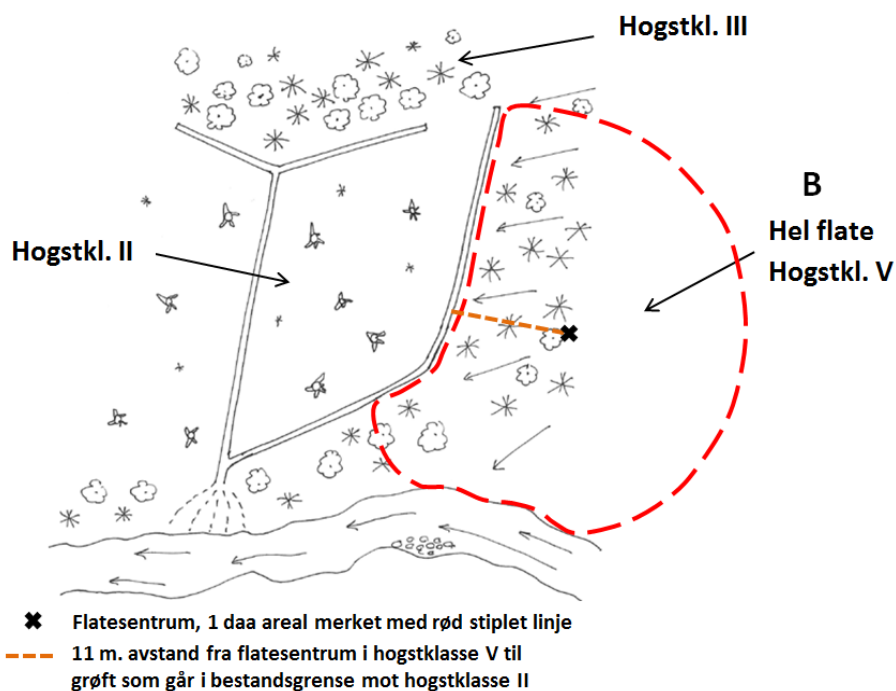 Hogstkl. III
B
Hel flate
Hogstkl. V
Hogstkl. II
Flatesentrum, 1 daa areal merket med rød stiplet linje
11 m. avstand fra flatesentrum i hogstklasse V til
grøft som går i bestandsgrense mot hogstklasse II